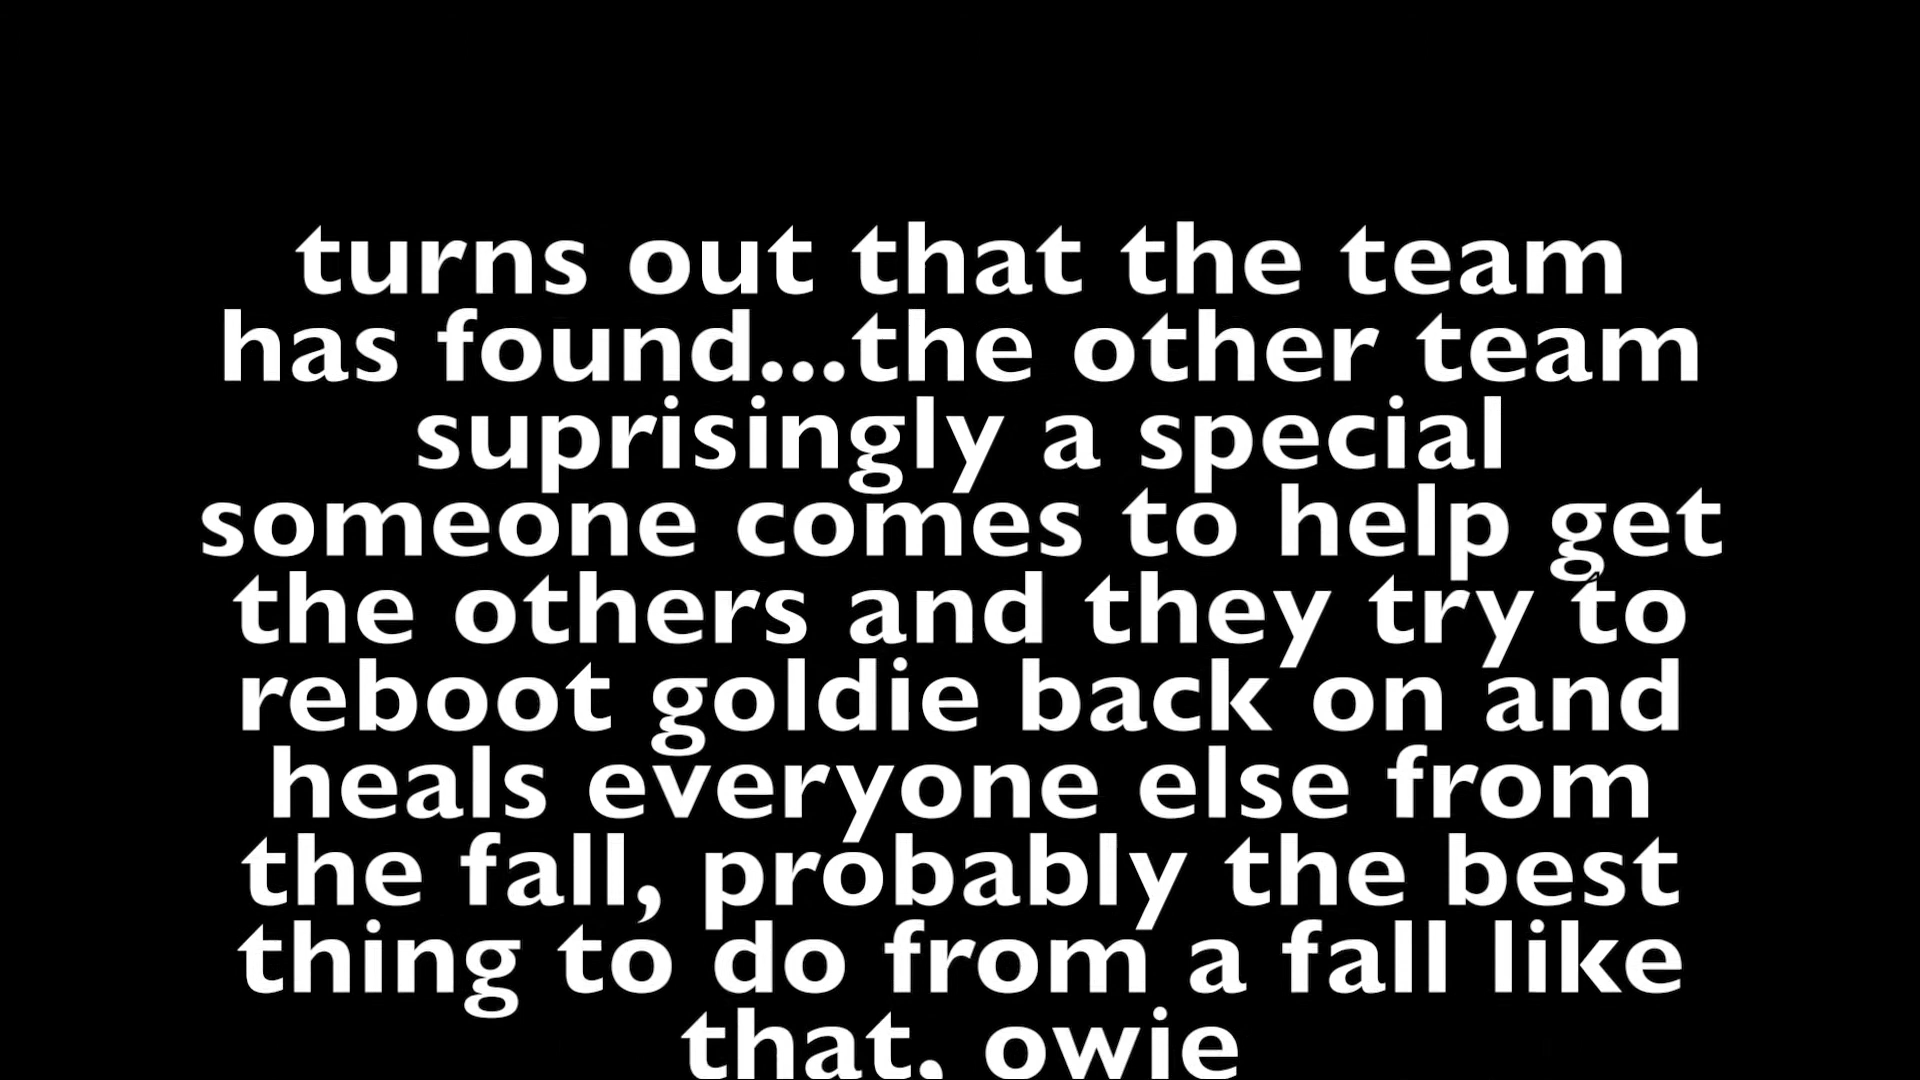 turns out that the team
has found...the other team
suprisingly a special
someone comes to help get
the others and they try to
reboot goldie back on and
heals everyone else from
the fall, probably the best
thing to do from a fall like
that, owie